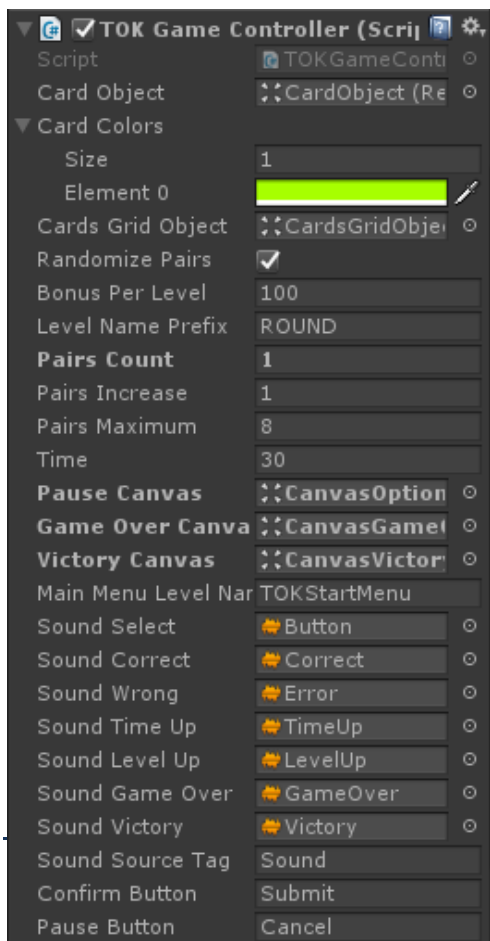 TOK Game Controller (Scrij
Script TOKGameContr
Card Object CardObject (Re
Card Colors
Size 1
Element 0
Cards Grid Object CardsGridObje
Randomize Pairs
Bonus Per Level 100
Level Name Prefix ROUND
Pairs Count 1
Pairs Increase 1
Pairs Maximum 8
Time 30
Pause Canvas CanvasOption
Game Over Canva CanvasGame
Victory Canvas CanvasVictor
Main Menu Level Nar TOKStartMenu
Sound Select Button
Sound Correct Correct
Sound Wrong Error
Sound Time Up TimeUp
Sound Level Up LevelUp
Sound Game Over GameOver
Sound Victory Victory
Sound Source Tag Sound
Confirm Button Submit
Pause Button Cancel